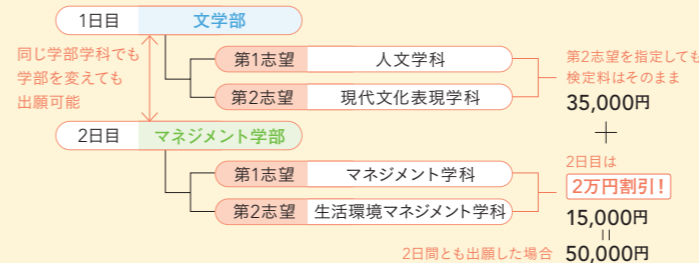 1日目 文学部
同じ学部学科でも
学部を変えても
出願可能
第1志望 人文学科
第2志望 現代文化表現学科
第2志望を指定しても
検定料はそのまま
35,000円
＋
2日目 マネジメント学部
第1志望 マネジメント学科
第2志望 生活環境マネジメント学科
2日目は
2万円割引！
15,000円
＝
2日間とも出願した場合 50,000円